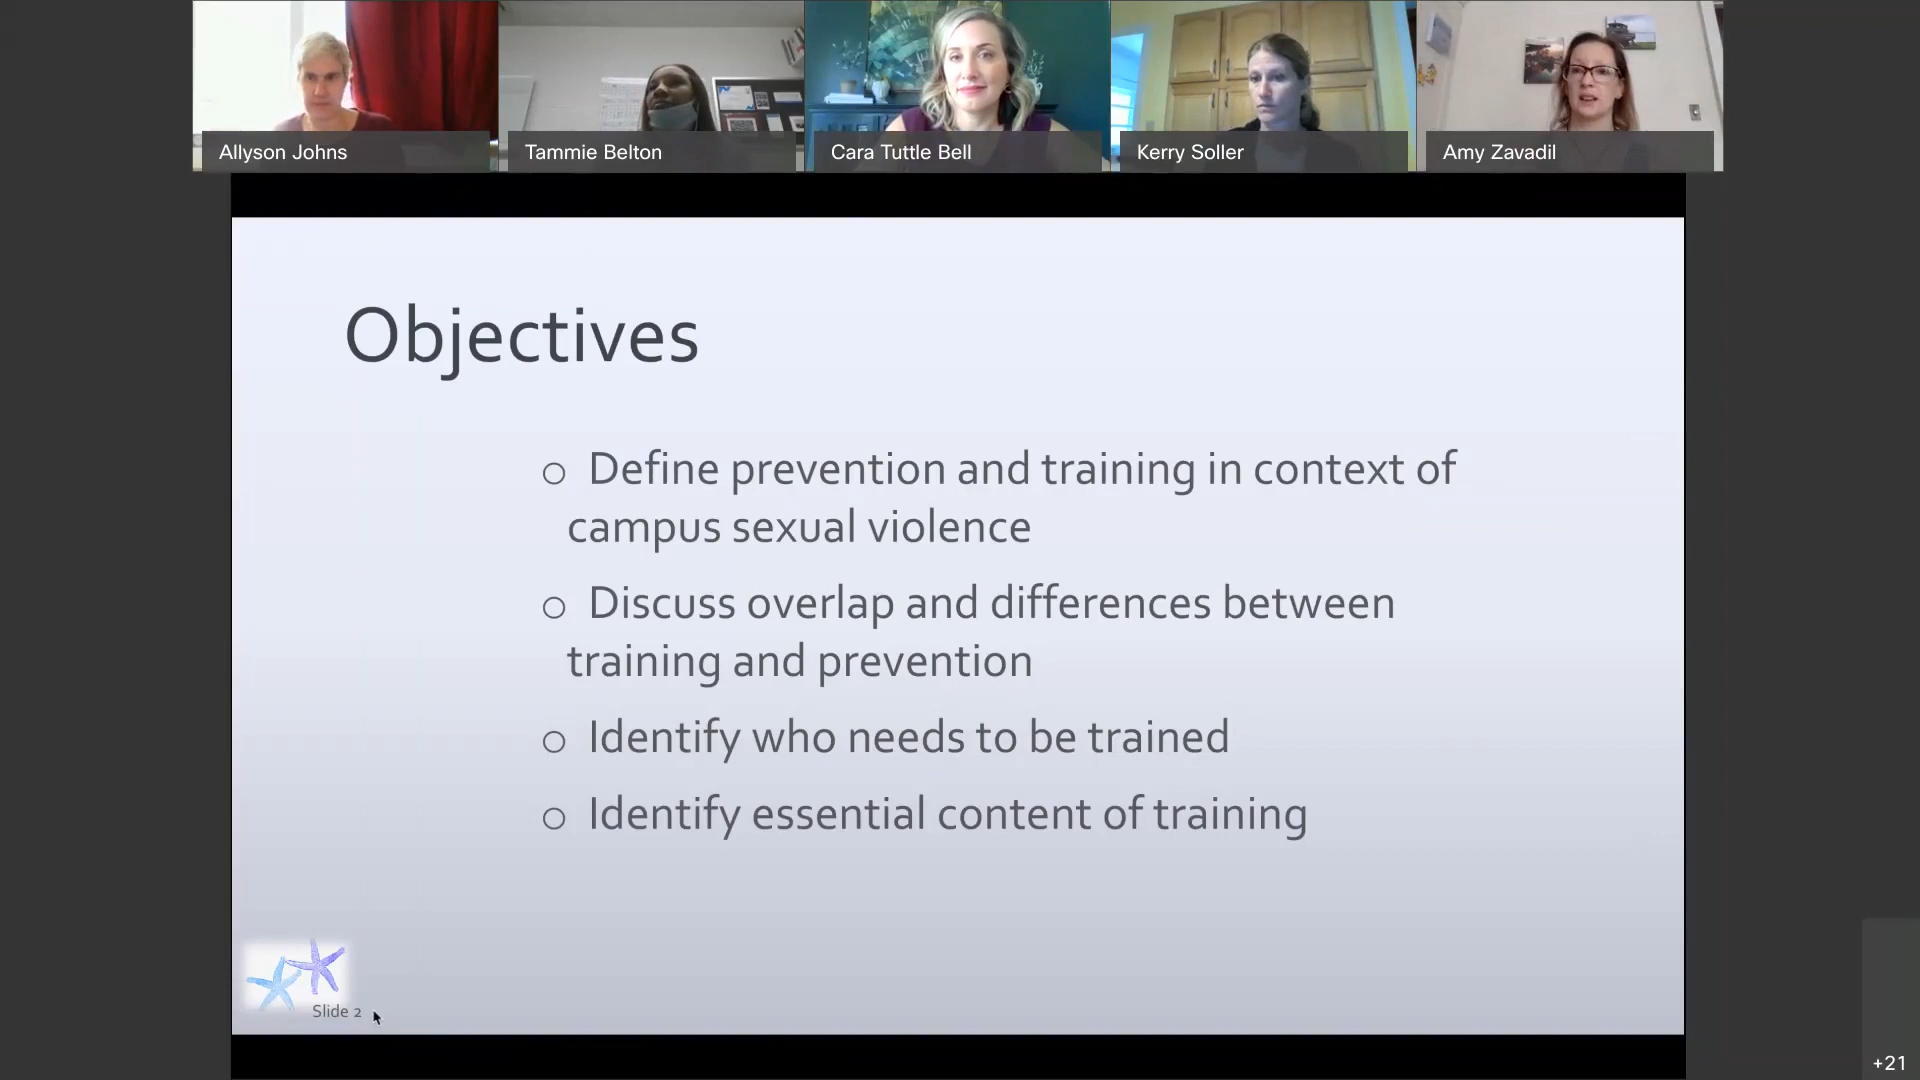 Allyson Johns
Tammie Belton
Cara Tuttle Bell
Kerry Soller
Amy Zavadil
Objectives
o Define prevention and training in context of
campus sexual violence
o Discuss overlap and differences between
training and prevention
o Identify who needs to be trained
o Identify essential content of training
Slide 2
+21